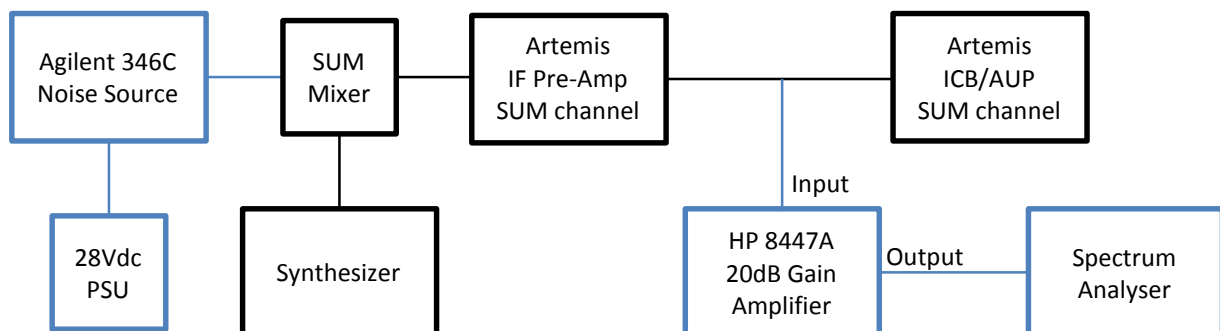 Agilent 346C
Noise Source
SUM
Mixer
Artemis
IF Pre-Amp
SUM channel
Artemis
ICB/AUP
SUM channel
Input
28Vdc
PSU
Synthesizer
HP 8447A
20dB Gain
Amplifier
Output
Spectrum
Analyser